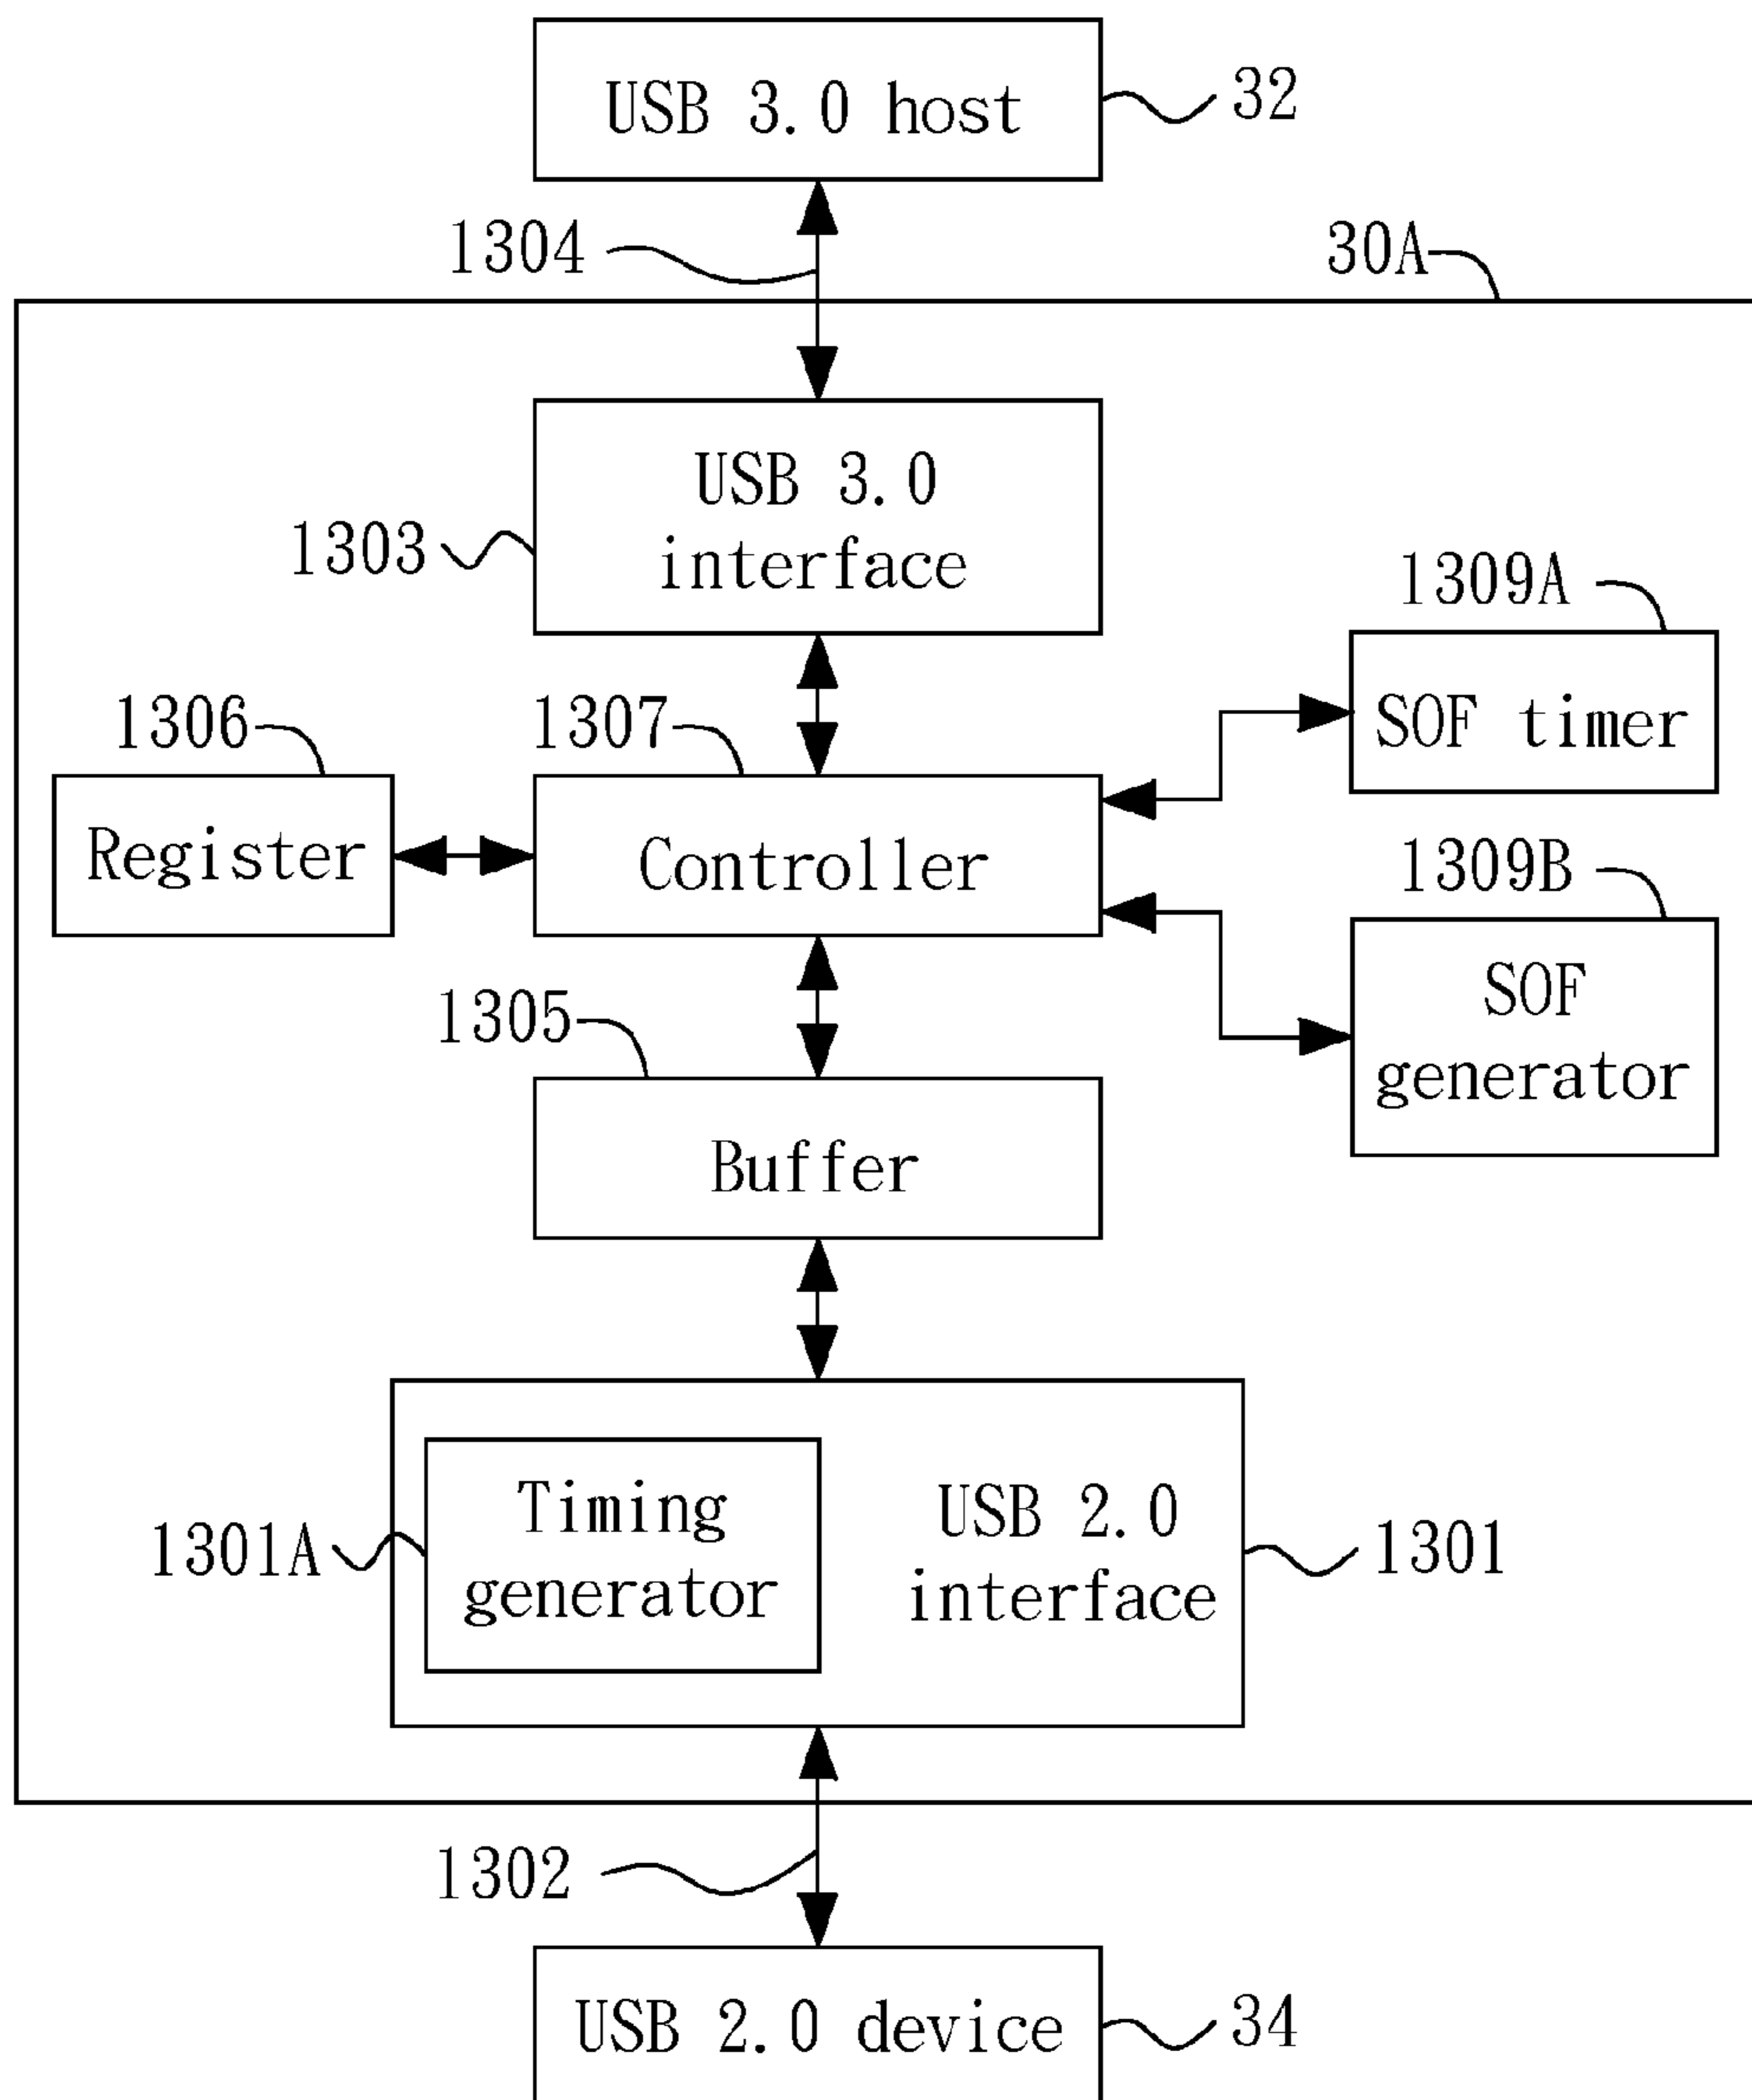 USB 3.0 host
32
1304
30A
USB 3.0
interface
1303
1309A
SOF timer
1306
1307
Register
Controller
1309B
SOF
generator
1305
Buffer
Timing
generator
USB 2.0
interface
1301A
1301
1302
USB 2.0 device
34